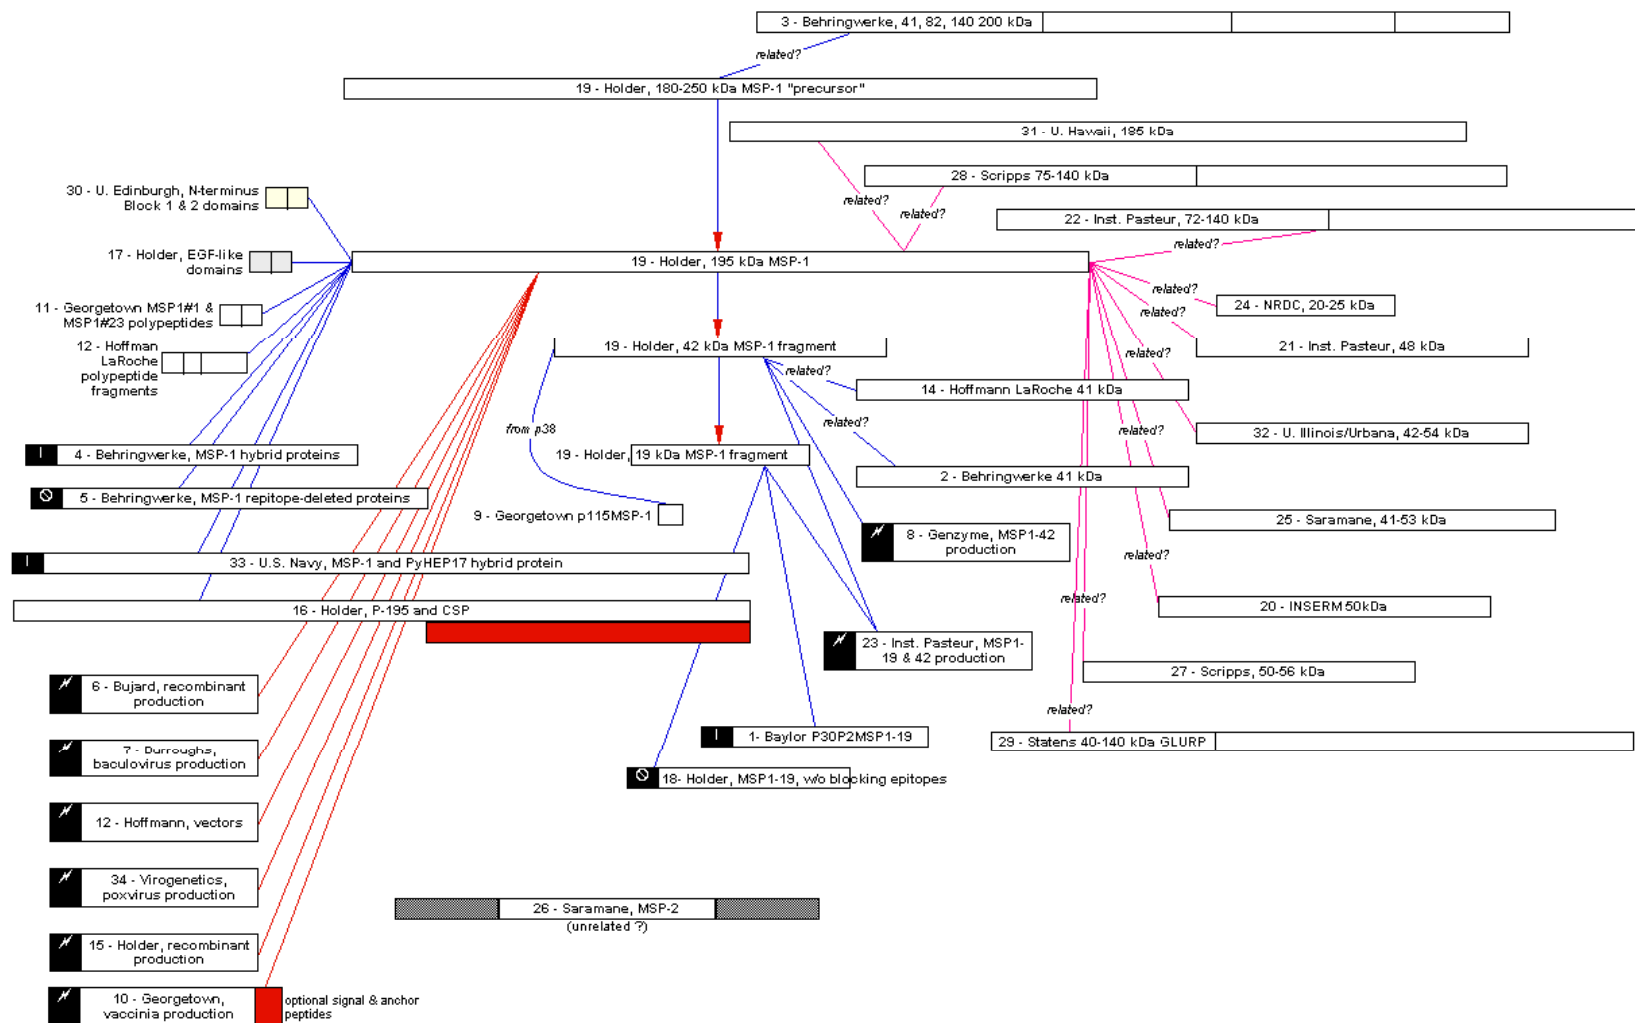 3 - Behringwerke, 41, 82, 140 200 kDa
related?
19 - Holder, 180-250 kDa MSP-1 "precursor"
31 - U. Hawaii, 185 kDa
28 - Scripps 75-140 kDa
related?
related?
22 - Inst. Pasteur, 72-140 kDa
related?
30 - U. Edinburgh, N-terminus
Block 1 & 2 domains
17 - Holder, EGF-like
domains
19 - Holder, 195 kDa MSP-1
related?
24 - NRDC, 20-25 kDa
related?
11 - Georgetown MSP1#1 &
MSP1#23 polypeptides
12 - Hoffman
LaRoche
polypeptide
fragments
19 - Holder, 42 kDa MSP-1 fragment
21 - Inst. Pasteur, 48 kDa
related?
related?
14 - Hoffmann LaRoche 41 kDa
related?
from p38
related?
32 - U. Illinois/Urbana, 42-54 kDa
4 - Behringwerke, MSP-1 hybrid proteins
19 - Holder, 19 kDa MSP-1 fragment
2 - Behringwerke 41 kDa
5 - Behringwerke, MSP-1 repitope-deleted proteins
9 - Georgetown p115MSP-1
25 - Saramane, 41-53 kDa
8 - Genzyme, MSP1-42
production
related?
33 - U.S. Navy, MSP-1 and PyHEP17 hybrid protein
related?
16 - Holder, P-195 and CSP
20 - INSERM 50kDa
23 - Inst. Pasteur, MSP1-
19 & 42 production
27 - Scripps, 50-56 kDa
6 - Bujard, recombinant
production
related?
1- Baylor P30P2MSP1-19
29 - Statens 40-140 kDa GLURP
7 - Durroughs,
baculovirus production
18- Holder, MSP1-19, w/o blocking epitopes
12 - Hoffmann, vectors
34 - Virogenetics,
poxvirus production
26 - Saramane, MSP-2
(unrelated ?)
15 - Holder, recombinant
production
10 - Georgetown,
vaccinia production
optional signal & anchor
peptides